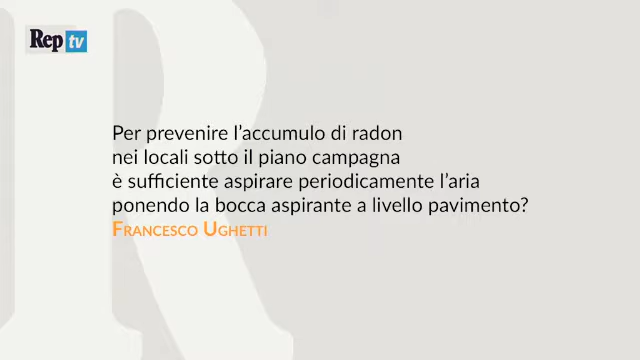 Rep tv
Per prevenire l'accumulo di radon
nei locali sotto il piano campagna
è sufficiente aspirare periodicamente l'aria
ponendo la bocca aspirante a livello pavimento?
Francesco Ughetti